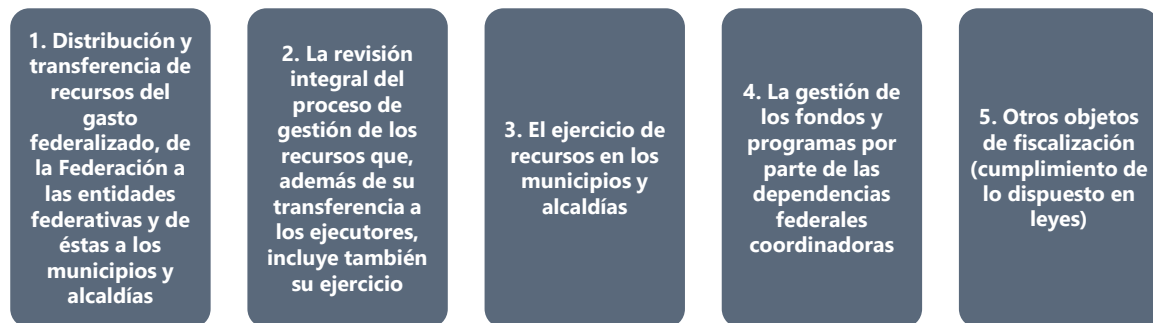 1. Distribución y
transferencia de
recursos del
gasto
federalizado, de
la Federación a
las entidades
federativas y de
éstas a los
municipios y
alcaldías
2. La revisión
integral del
proceso de
gestión de los
recursos que,
además de su
transferencia a
los ejecutores,
incluye también
su ejercicio
3. El ejercicio de
recursos en los
municipios y
alcaldías
4. La gestión de
los fondos y
programas por
parte de las
dependencias
federales
coordinadoras
5. Otros objetos
de fiscalización
(cumplimiento de
lo dispuesto en
leyes)